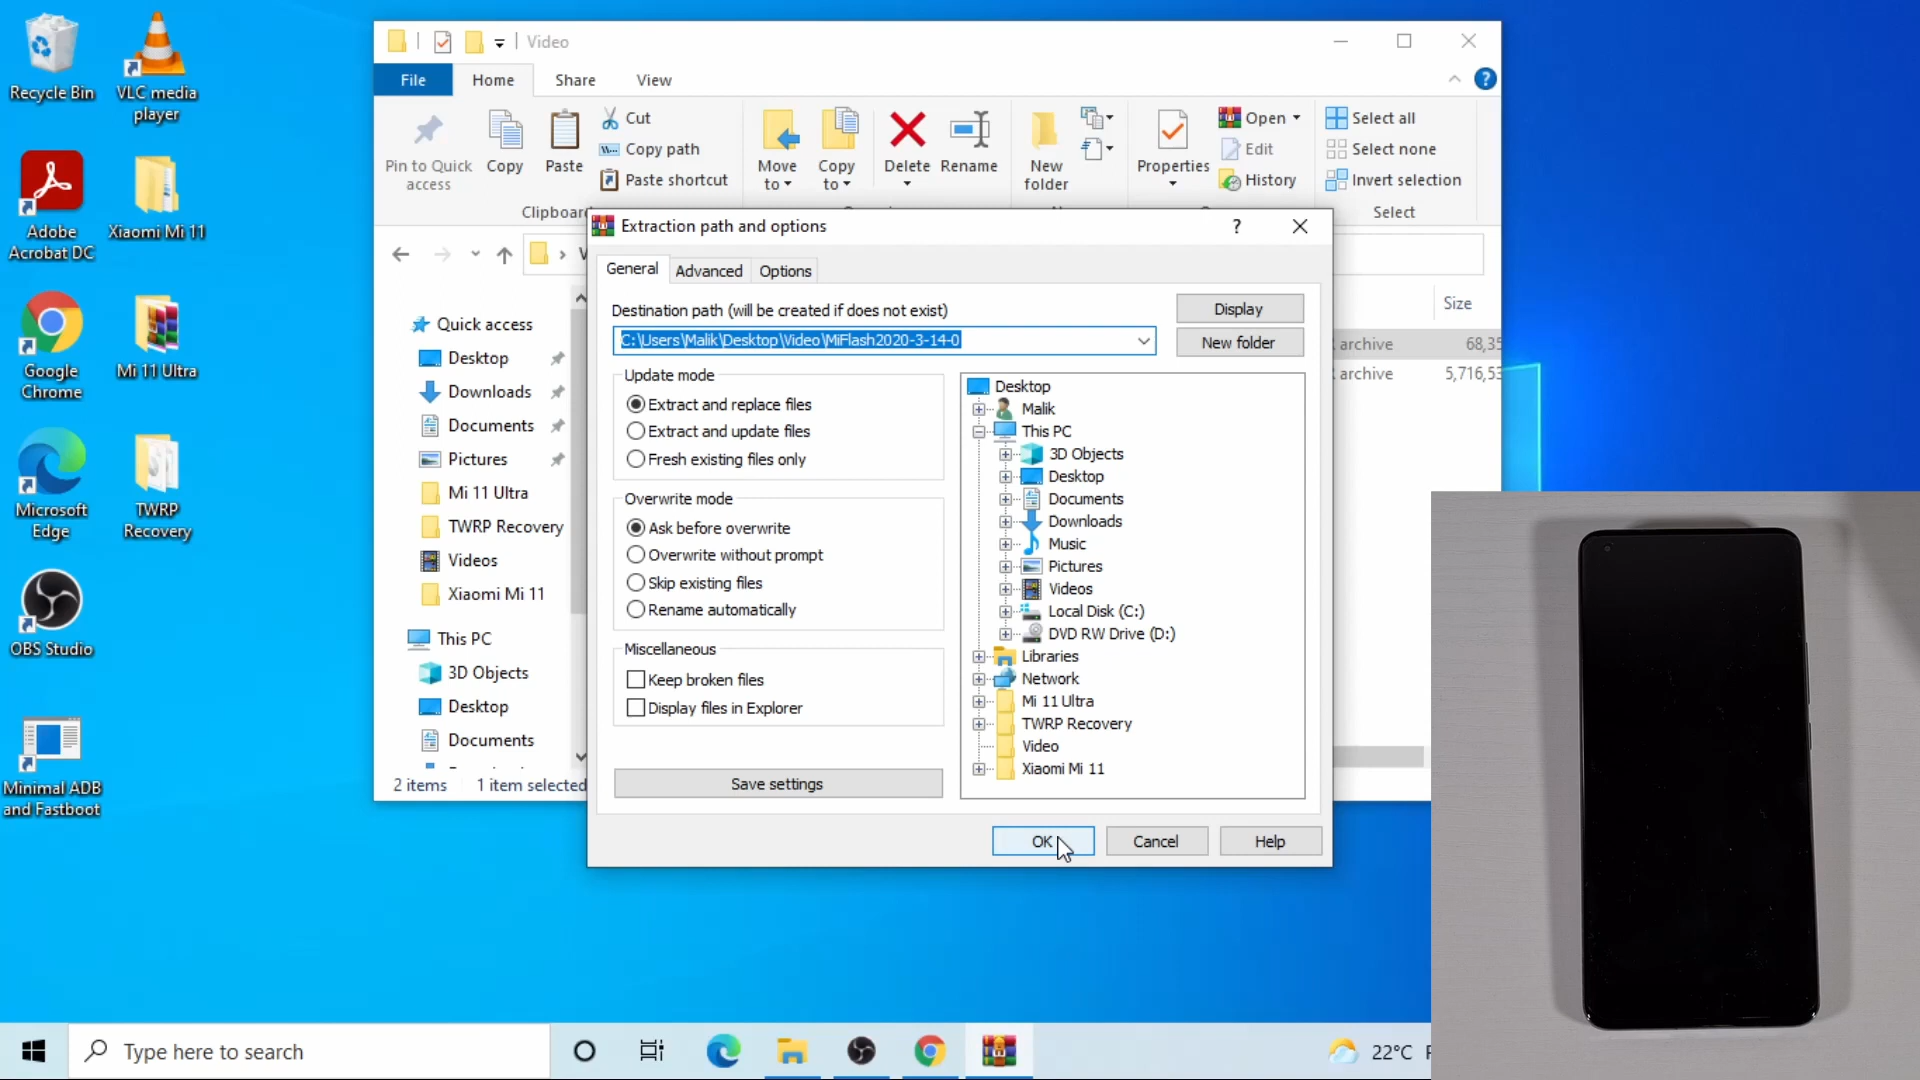 Recycle Bin
VLC media
player
Adobe
Acrobat DC
Xiaomi Mi 11
Google
Chrome
Mi 11 Ultra
Microsoft
Edge
TWRP
Recovery
OBS Studio
Minimal ADB
and Fastboot
Video
File
Home
Share
View
Pin to Quick
access
Copy
Paste
Cut
Copy path
Paste shortcut
Move
to
Copy
to
Delete
Rename
New
folder
Properties
Open
Edit
History
Select all
Select none
Invert selection
Clipboard
Select
Size
archive 68,35
archive 5,716,53
Quick access
Desktop
Downloads
Documents
Pictures
Mi 11 Ultra
TWRP Recovery
Videos
Xiaomi Mi 11
This PC
3D Objects
Desktop
Documents
2 items 1 item selected
Extraction path and options
General
Advanced
Options
Destination path (will be created if does not exist)
C:\Users\Malik\Desktop\Video\MiFlash2020-3-14-0
Display
New folder
Update mode
Extract and replace files
Extract and update files
Fresh existing files only
Overwrite mode
Ask before overwrite
Overwrite without prompt
Skip existing files
Rename automatically
Miscellaneous
Keep broken files
Display files in Explorer
Save settings
Desktop
Malik
This PC
3D Objects
Desktop
Documents
Downloads
Music
Pictures
Videos
Local Disk (C:)
DVD RW Drive (D:)
Libraries
Network
Mi 11 Ultra
TWRP Recovery
Video
Xiaomi Mi 11
OK
Cancel
Help
Type here to search
22°C